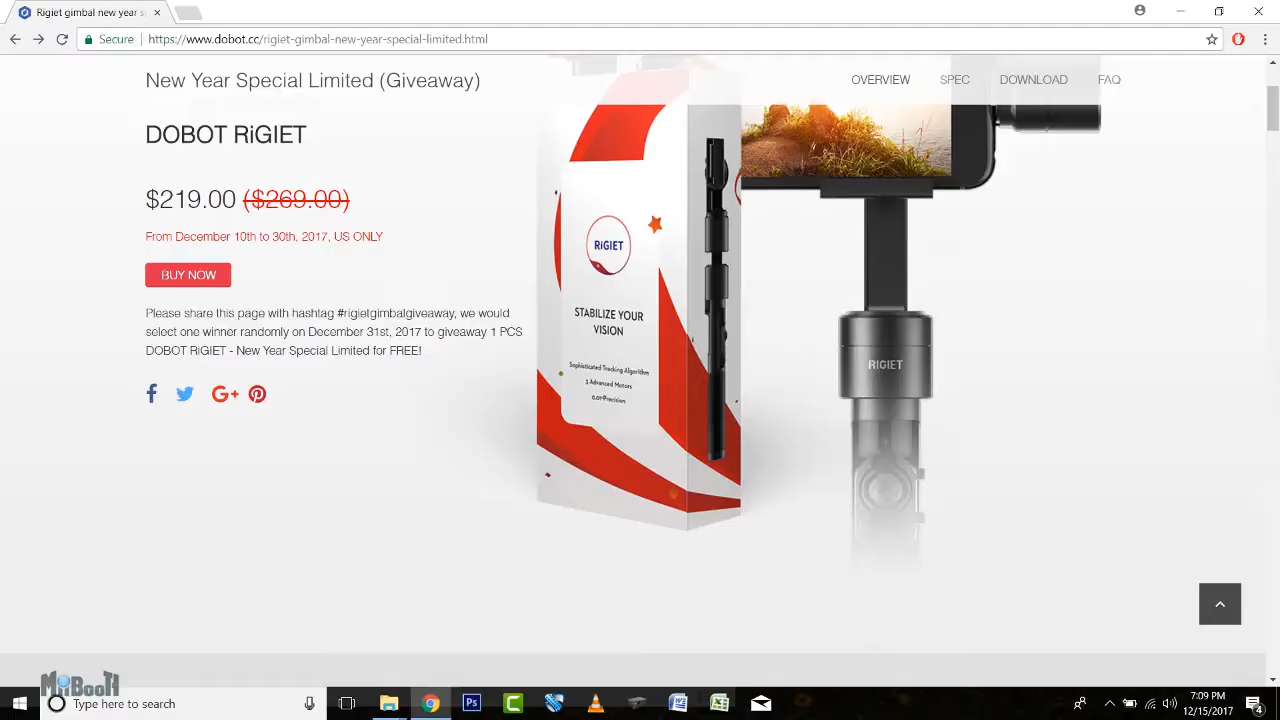 Rigiet gimbal new year s
Secure
https://www.dobot.cc/rigiet-gimbal-new-year-special-limited.html
New Year Special Limited (Giveaway)
OVERVIEW
SPEC
DOWNLOAD
FAQ
DOBOT RiGIET
$219.00 ($269.00)
From December 10th to 30th, 2017, US ONLY
BUY NOW
Please share this page with hashtag #rigietgimbalgiveaway, we would
select one winner randomly on December 31st, 2017 to giveaway 1 PCS
DOBOT RiGIET - New Year Special Limited for FREE!
RiGIET
STABILIZE YOUR
VISION
Sophisticated Tracking Algorithm
3 Advanced Motors
0.01°Precision
RIGIET
Type here to search
7:09 PM
12/15/2017